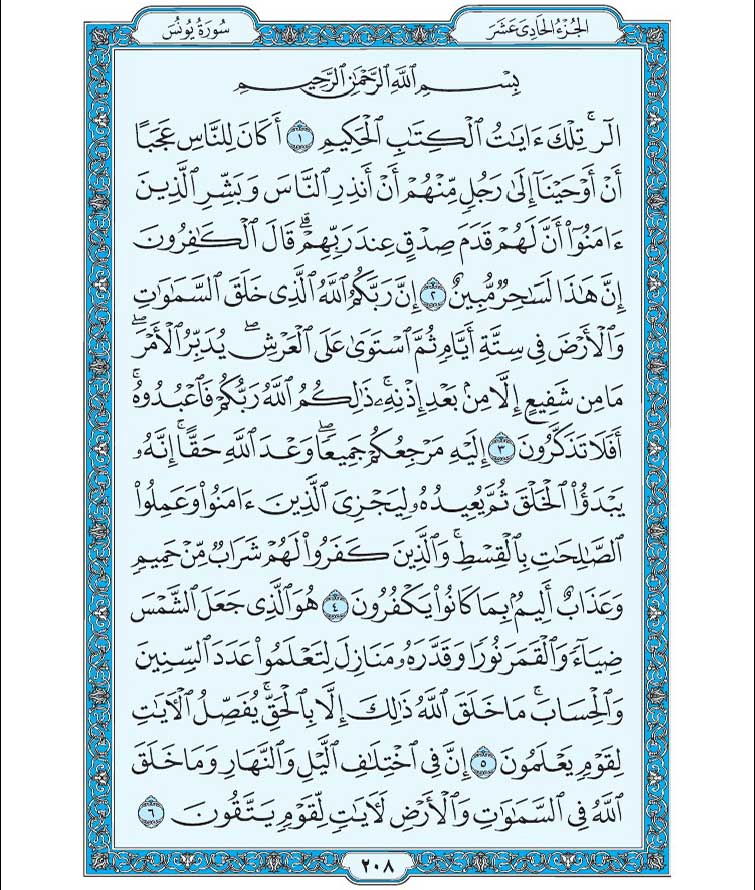 الجُزْءُ الحَادِي عَشَرَ
سُورَةُ يُونُسَ
بِسْمِ ٱللَّهِ ٱلرَّحْمَٰنِ ٱلرَّحِيمِ
الٓرۚ تِلْكَ ءَايَٰتُ ٱلْكِتَٰبِ ٱلْحَكِيمِ ١ أَكَانَ لِلنَّاسِ عَجَبًا
أَنْ أَوْحَيْنَآ إِلَىٰ رَجُلٍ مِّنْهُمْ أَنْ أَنذِرِ ٱلنَّاسَ وَبَشِّرِ ٱلَّذِينَ
ءَامَنُوٓا۟ أَنَّ لَهُمْ قَدَمَ صِدْقٍ عِندَ رَبِّهِمْۗ قَالَ ٱلْكَٰفِرُونَ
إِنَّ هَٰذَا لَسَٰحِرٌ مُّبِينٌ ٢ إِنَّ رَبَّكُمُ ٱللَّهُ ٱلَّذِى خَلَقَ ٱلسَّمَٰوَٰتِ
وَٱلْأَرْضَ فِى سِتَّةِ أَيَّامٍ ثُمَّ ٱسْتَوَىٰ عَلَى ٱلْعَرْشِۖ يُدَبِّرُ ٱلْأَمْرَۖ
مَا مِن شَفِيعٍ إِلَّا مِنۢ بَعْدِ إِذْنِهِۦۚ ذَٰلِكُمُ ٱللَّهُ رَبُّكُمْ فَٱعْبُدُوهُۚ
أَفَلَا تَذَكَّرُونَ ٣ إِلَيْهِ مَرْجِعُكُمْ جَمِيعًاۖ وَعْدَ ٱللَّهِ حَقًّاۚ إِنَّهُۥ
يَبْدَؤُا۟ ٱلْخَلْقَ ثُمَّ يُعِيدُهُۥ لِيَجْزِىَ ٱلَّذِينَ ءَامَنُوا۟ وَعَمِلُوا۟
ٱلصَّٰلِحَٰتِ بِٱلْقِسْطِۚ وَٱلَّذِينَ كَفَرُوا۟ لَهُمْ شَرَابٌ مِّنْ حَمِيمٍ
وَعَذَابٌ أَلِيمٌۢ بِمَا كَانُوا۟ يَكْفُرُونَ ٤ هُوَ ٱلَّذِى جَعَلَ ٱلشَّمْسَ
ضِيَآءً وَٱلْقَمَرَ نُورًا وَقَدَّرَهُۥ مَنَازِلَ لِتَعْلَمُوا۟ عَدَدَ ٱلسِّنِينَ
وَٱلْحِسَابَۚ مَا خَلَقَ ٱللَّهُ ذَٰلِكَ إِلَّا بِٱلْحَقِّۚ يُفَصِّلُ ٱلْـَٔايَٰتِ
لِقَوْمٍ يَعْلَمُونَ ٥ إِنَّ فِى ٱخْتِلَٰفِ ٱلَّيْلِ وَٱلنَّهَارِ وَمَا خَلَقَ
ٱللَّهُ فِى ٱلسَّمَٰوَٰتِ وَٱلْأَرْضِ لَءَايَٰتٍ لِّقَوْمٍ يَتَّقُونَ ٦
٢٠٨